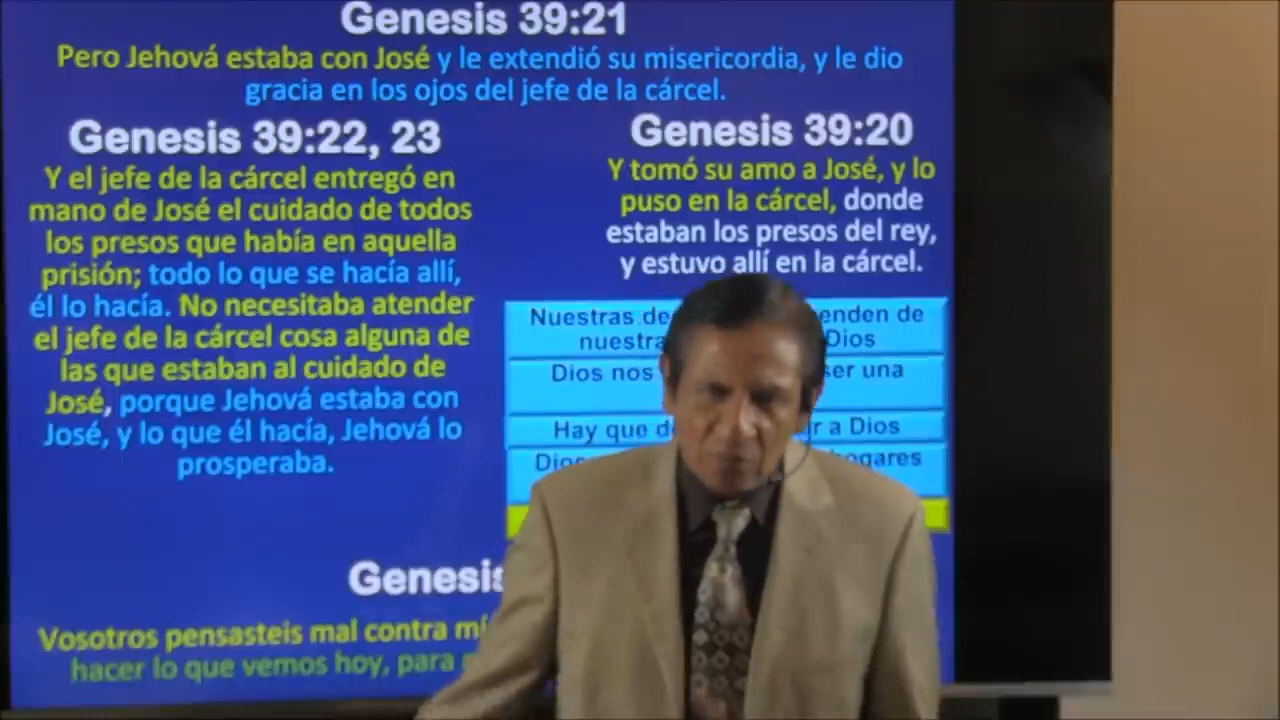 Genesis 39:21
Pero Jehová estaba con José y le extendió su misericordia, y le dio
gracia en los ojos del jefe de la cárcel.
Genesis 39:22, 23
Y el jefe de la cárcel entregó en
mano de José el cuidado de todos
los presos que había en aquella
prisión; todo lo que se hacía allí,
él lo hacía. No necesitaba atender
el jefe de la cárcel cosa alguna de
las que estaban al cuidado de
José, porque Jehová estaba con
José, y lo que él hacía, Jehová lo
prosperaba.
Genesis 39:20
Y tomó su amo a José, y lo
puso en la cárcel, donde
estaban los presos del rey,
y estuvo allí en la cárcel.
Nuestras de
Dios
Dios nos ser una
Hay que a Dios
Genesis
Vosotros pensasteis mal contra mí
hacer lo que vemos hoy, para